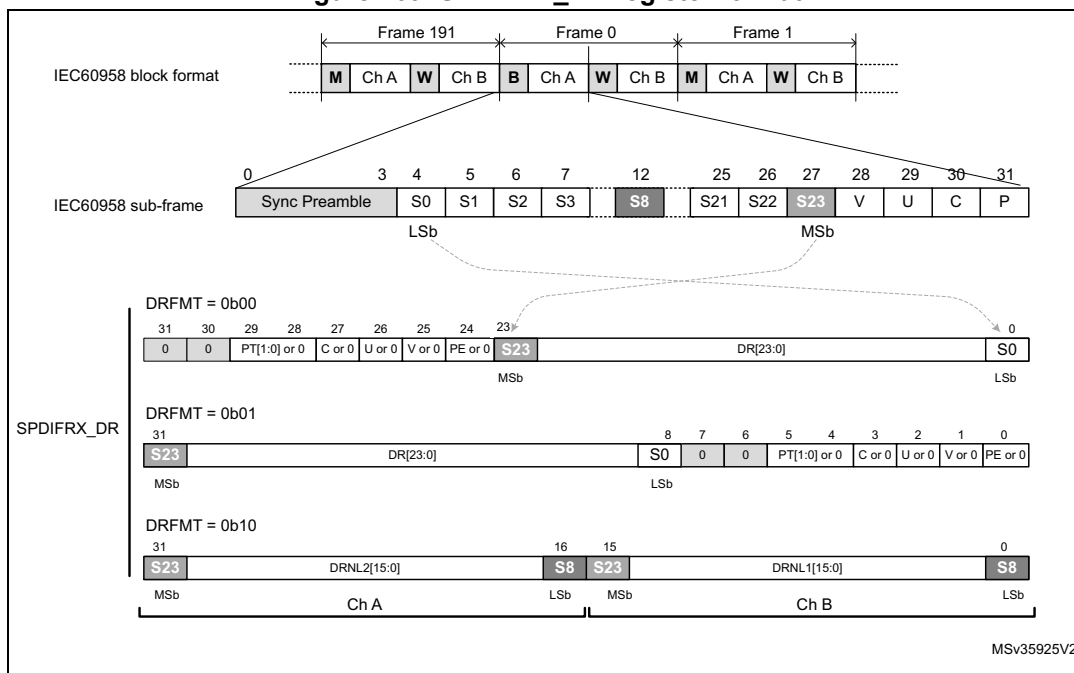 Frame 191 Frame 0 Frame 1
IEC60958 block format
M Ch A W Ch B B Ch A W Ch B M Ch A W Ch B
0 3 4 5 6 7 12 25 26 27 28 29 30 31
IEC60958 sub-frame
Sync Preamble S0 S1 S2 S3 S8 S21 S22 S23 V U C P
LSb MSb
DRFMT = 0b00
31 30 29 28 27 26 25 24 23 0
0 0 PT[1:0] or 0 C or 0 U or 0 V or 0 PE or 0 S23 DR[23:0] S0
MSb LSb
SPDIFRX_DR
DRFMT = 0b01
31 8 7 6 5 4 3 2 1 0
S23 DR[23:0] S0 0 0 PT[1:0] or 0 C or 0 U or 0 V or 0 PE or 0
MSb LSb
DRFMT = 0b10
31 16 15 0
S23 DRNL2[15:0] S8 S23 DRNL1[15:0] S8
MSb LSb MSb LSb
Ch A Ch B
MSv35925V2